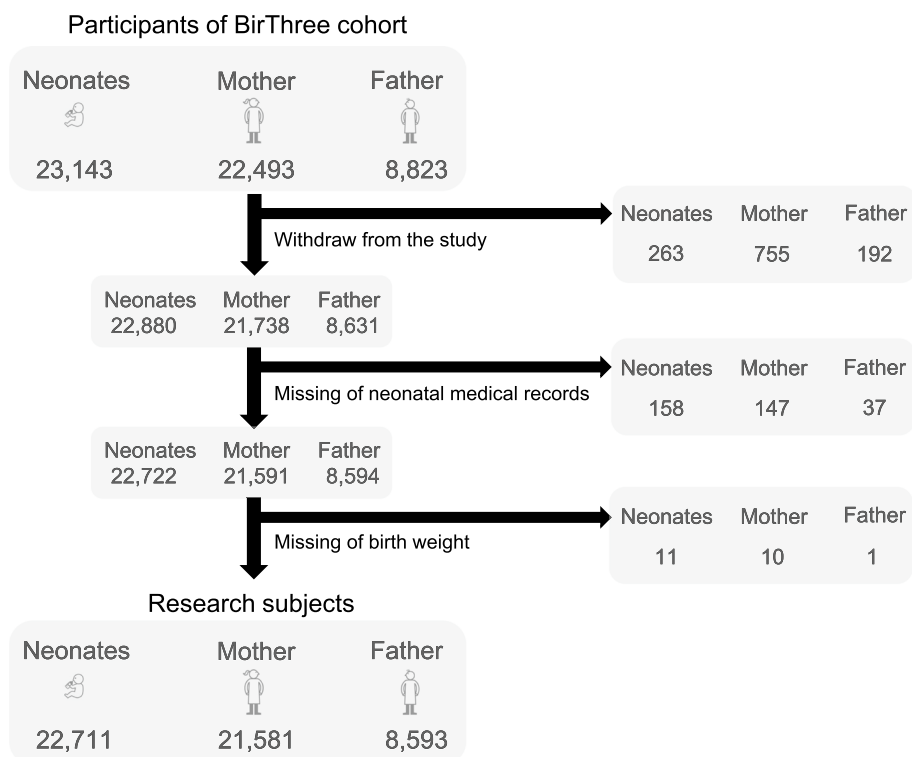 Participants of BirThree cohort
Neonates Mother Father
23,143 22,493 8,823
Withdraw from the study
Neonates Mother Father
263 755 192
Neonates Mother Father
22,880 21,738 8,631
Missing of neonatal medical records
Neonates Mother Father
158 147 37
Neonates Mother Father
22,722 21,591 8,594
Missing of birth weight
Neonates Mother Father
11 10 1
Research subjects
Neonates Mother Father
22,711 21,581 8,593